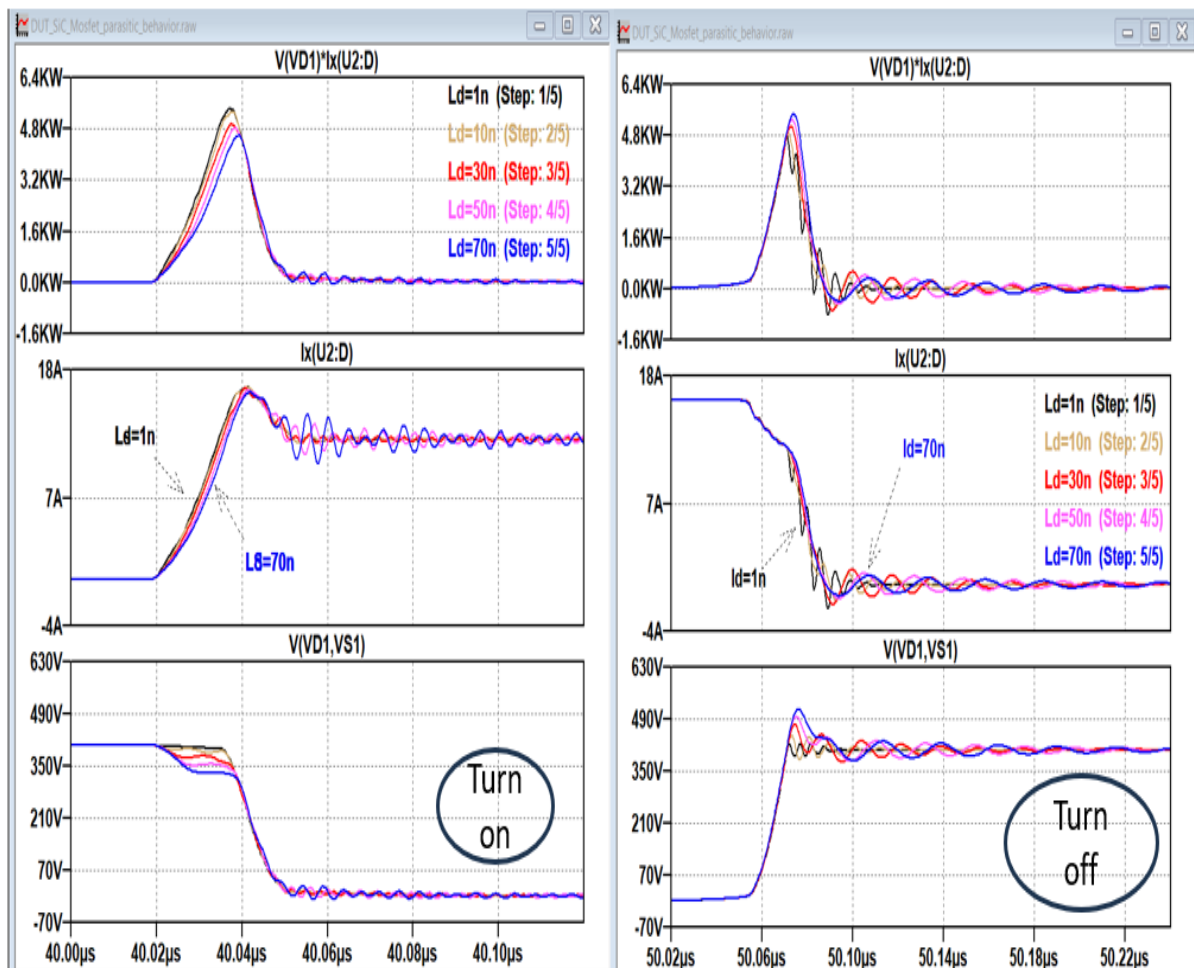 DUT_SiC_Mosfet_parasitic_behavior.raw
V(VD1)*Ix(U2:D)
6.4KW
4.8KW
3.2KW
1.6KW
0.0KW
-1.6KW
Ld=1n (Step: 1/5)
Ld=10n (Step: 2/5)
Ld=30n (Step: 3/5)
Ld=50n (Step: 4/5)
Ld=70n (Step: 5/5)
Ix(U2:D)
18A
7A
-4A
V(VD1,VS1)
630V
490V
350V
210V
70V
-70V
Turn
on
40.00µs
40.02µs
40.04µs
40.06µs
40.08µs
40.10µs
DUT_SiC_Mosfet_parasitic_behavior.raw
V(VD1)*Ix(U2:D)
6.4KW
4.8KW
3.2KW
1.6KW
0.0KW
-1.6KW
Ix(U2:D)
18A
7A
-4A
Ld=1n (Step: 1/5)
Ld=10n (Step: 2/5)
Ld=30n (Step: 3/5)
Ld=50n (Step: 4/5)
Ld=70n (Step: 5/5)
Id=70n
Id=1n
V(VD1,VS1)
630V
490V
350V
210V
70V
-70V
Turn
off
50.02µs
50.06µs
50.10µs
50.14µs
50.18µs
50.22µs